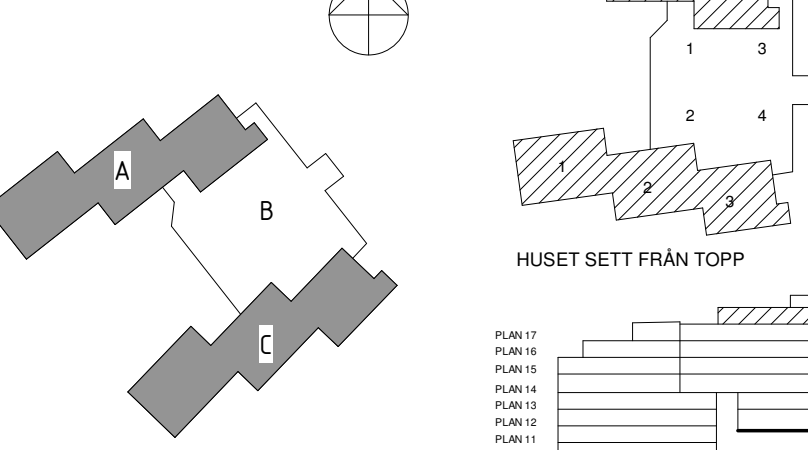 A
B
C
1 3
2 4
1
2
3
HUSET SETT FRÅN TOPP
PLAN 17
PLAN 16
PLAN 15
PLAN 14
PLAN 13
PLAN 12
PLAN 11